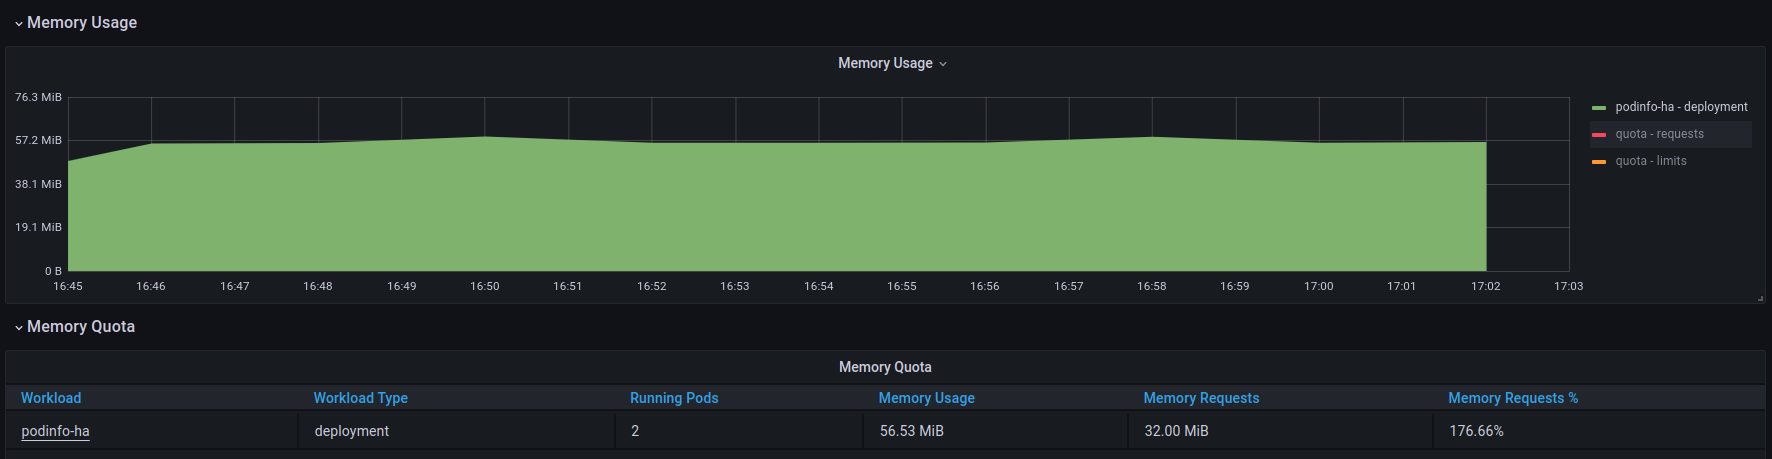 Memory Usage
Memory Usage
76.3 MiB
57.2 MiB
38.1 MiB
19.1 MiB
0 B
16:45 16:46 16:47 16:48 16:49 16:50 16:51 16:52 16:53 16:54 16:55 16:56 16:57 16:58 16:59 17:00 17:01 17:02 17:03
podinfo-ha - deployment
quota - requests
quota - limits
Memory Quota
Memory Quota
Workload Workload Type Running Pods Memory Usage Memory Requests Memory Requests %
podinfo-ha deployment 2 56.53 MiB 32.00 MiB 176.66%